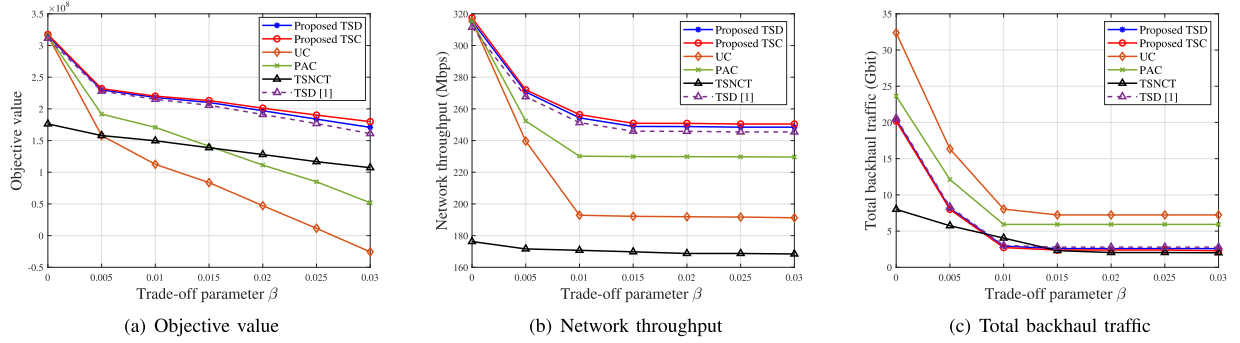 ×10⁸
3.5
3
2.5
2
1.5
1
0.5
0
-0.5
Objective value
0 0.005 0.01 0.015 0.02 0.025 0.03
Trade-off parameter β
Proposed TSD
Proposed TSC
UC
PAC
TSNCT
TSD [1]
(a) Objective value
320
300
280
260
240
220
200
180
160
Network throughput (Mbps)
0 0.005 0.01 0.015 0.02 0.025 0.03
Trade-off parameter β
Proposed TSD
Proposed TSC
UC
PAC
TSNCT
TSD [1]
(b) Network throughput
35
30
25
20
15
10
5
0
Total backhaul traffic (Gbit)
0 0.005 0.01 0.015 0.02 0.025 0.03
Trade-off parameter β
Proposed TSD
Proposed TSC
UC
PAC
TSNCT
TSD [1]
(c) Total backhaul traffic